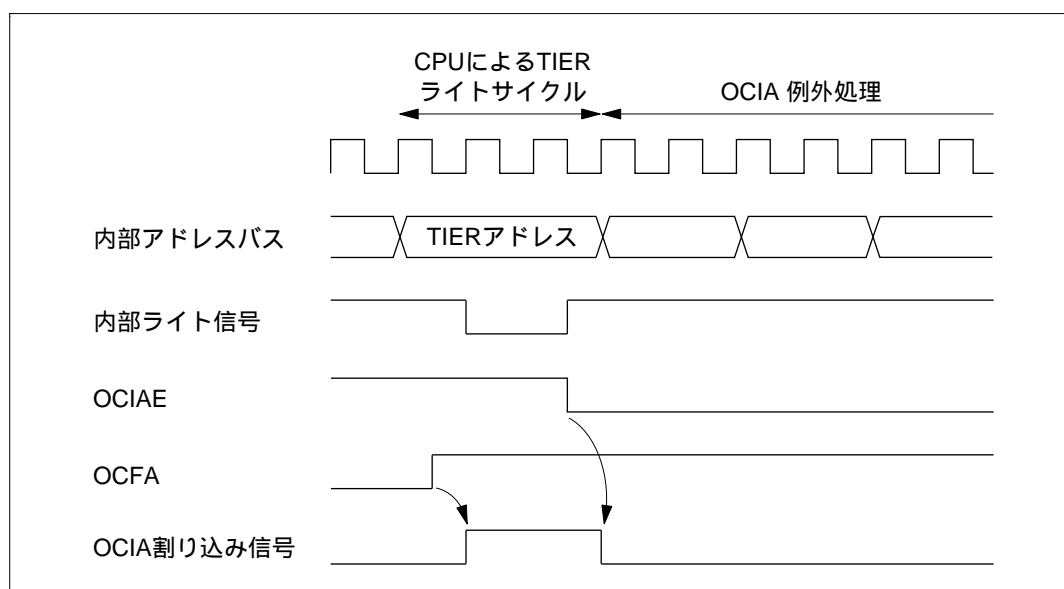 CPUによるTIER
ライトサイクル
OCIA 例外処理
内部アドレスバス
TIERアドレス
内部ライト信号
OCIAE
OCFA
OCIA割り込み信号